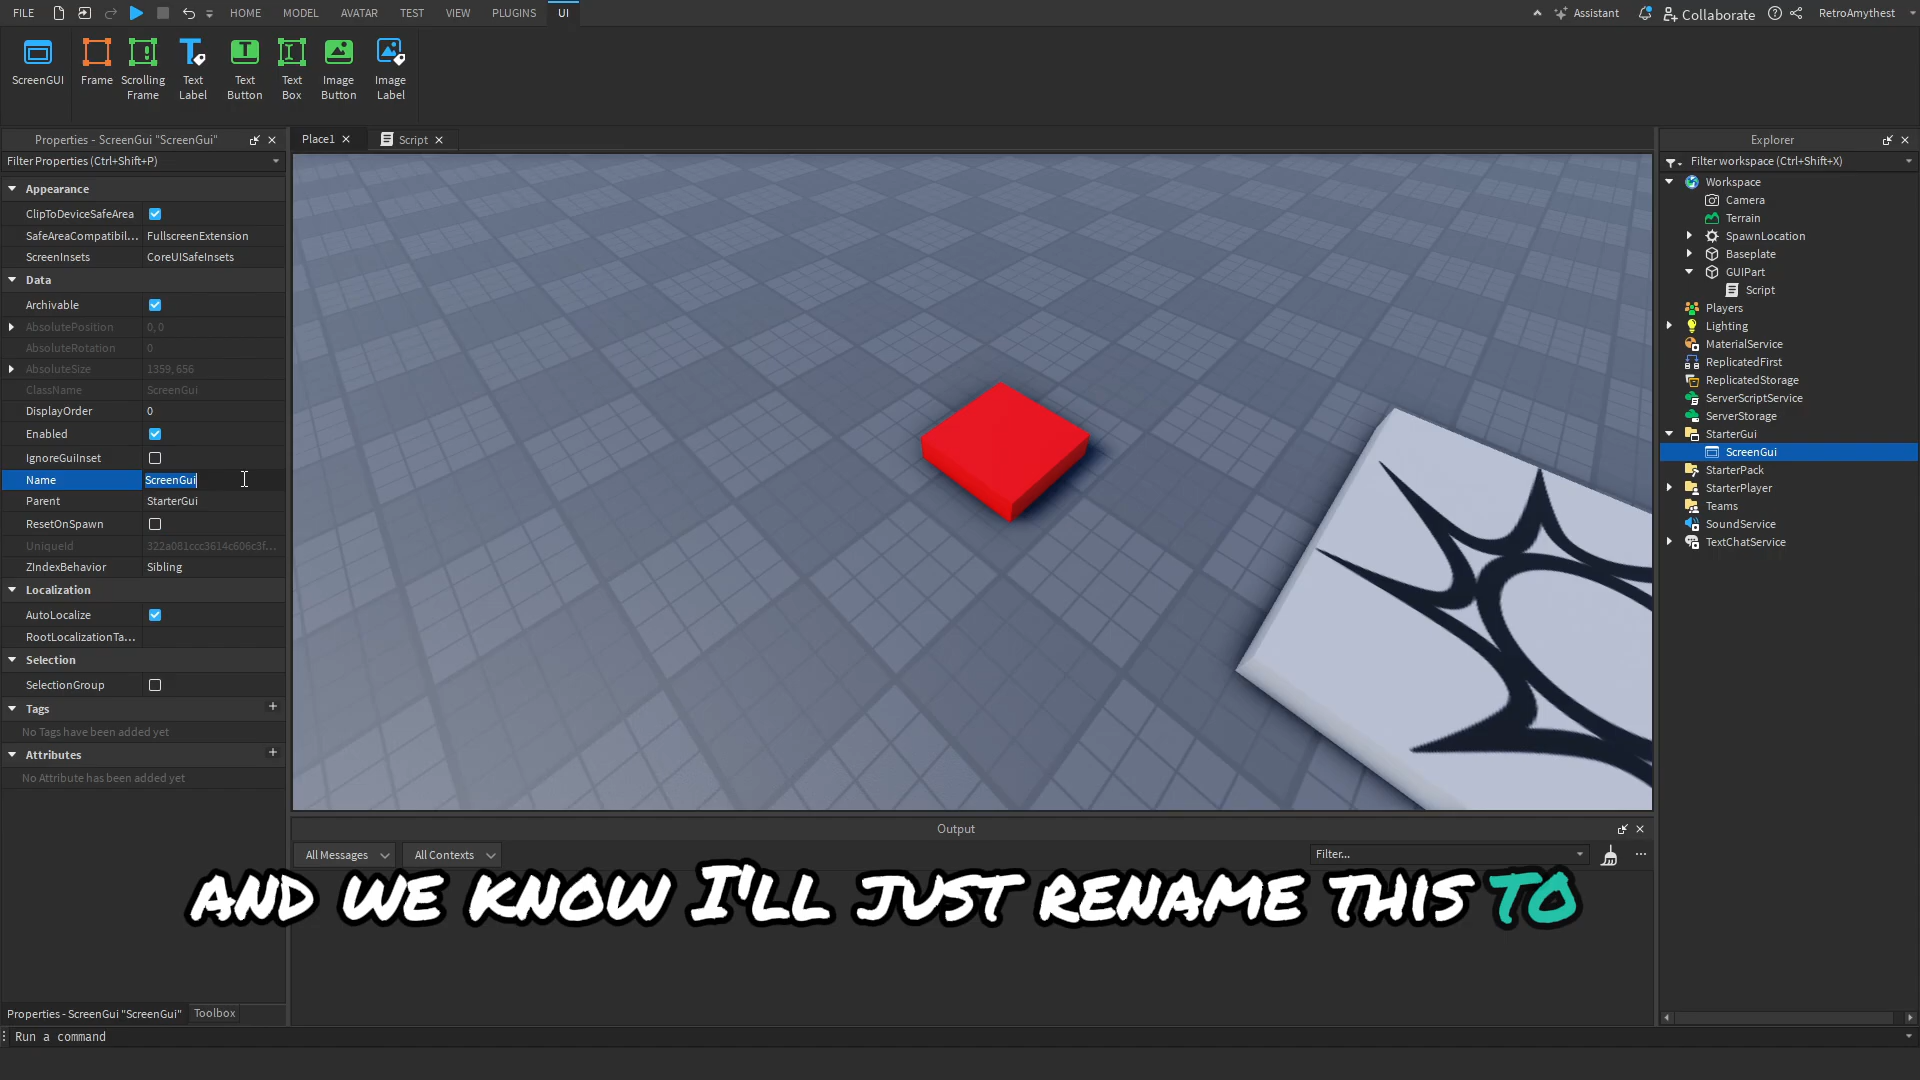 FILE HOME MODEL AVATAR TEST VIEW PLUGINS UI Assistant Collaborate RetroAmythest
ScreenGUI
Frame
Scrolling Frame
Text Label
Text Button
Text Box
Image Button
Image Label
Properties - ScreenGui "ScreenGui"
Filter Properties (Ctrl+Shift+P)
Appearance
ClipToDeviceSafeArea
SafeAreaCompatibil... FullscreenExtension
ScreenInsets CoreUISafeInsets
Data
Archivable
AbsolutePosition 0, 0
AbsoluteRotation 0
AbsoluteSize 1359, 656
ClassName ScreenGui
DisplayOrder 0
Enabled
IgnoreGuiInset
Name ScreenGui
Parent StarterGui
ResetOnSpawn
UniqueId 322a081ccc3614c606c3f...
ZIndexBehavior Sibling
Localization
AutoLocalize
RootLocalizationTa...
Selection
SelectionGroup
Tags
No Tags have been added yet
Attributes
No Attribute has been added yet
Properties - ScreenGui "ScreenGui" Toolbox
Place1 Script
Output
All Messages All Contexts Filter...
AND WE KNOW I'LL JUST RENAME THIS TO
Explorer
Filter workspace (Ctrl+Shift+X)
Workspace
Camera
Terrain
SpawnLocation
Baseplate
GUIPart
Script
Players
Lighting
MaterialService
ReplicatedFirst
ReplicatedStorage
ServerScriptService
ServerStorage
StarterGui
ScreenGui
StarterPack
StarterPlayer
Teams
SoundService
TextChatService
Run a command